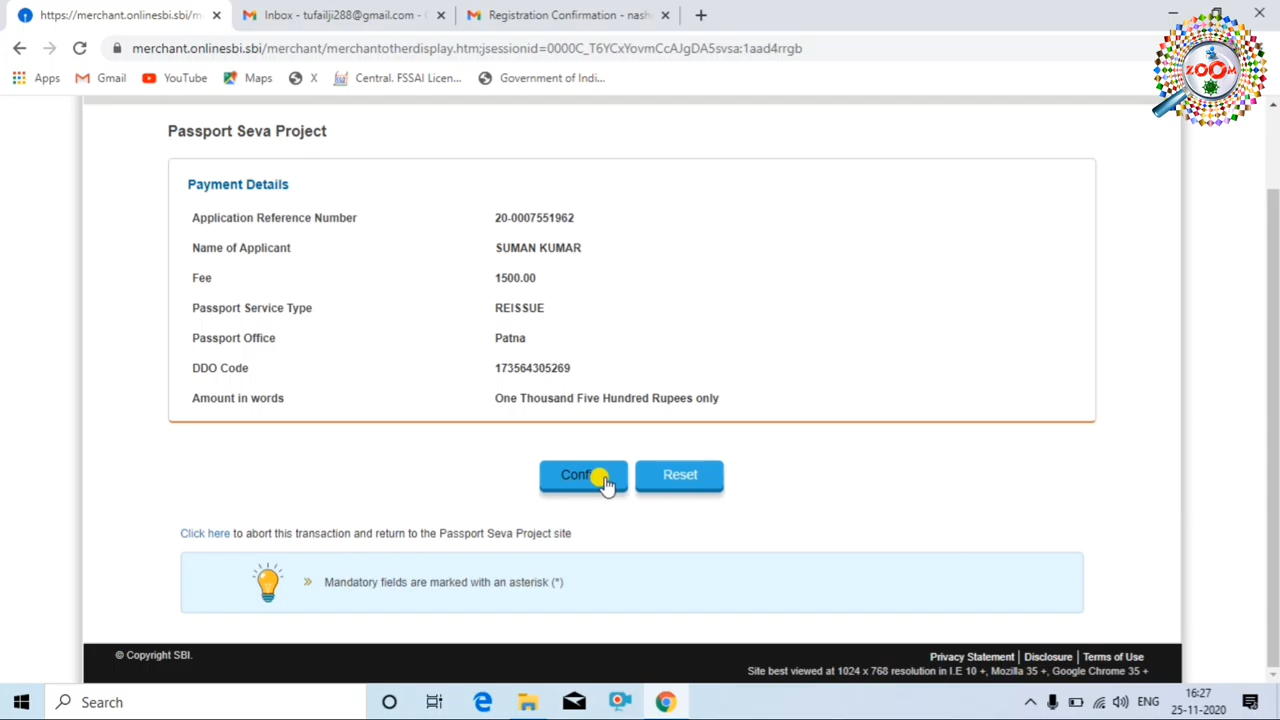 https://merchant.onlinesbi.sbi/m
Inbox - tufailji288@gmail.com -
Registration Confirmation - nash
merchant.onlinesbi.sbi/merchant/merchantotherdisplay.htm;jsessionid=0000C_T6YCxYovmCcAJgDA5svsa:1aad4rrgb
Apps Gmail YouTube Maps X Central. FSSAI Licen... Government of Indi...
ZOOM
Passport Seva Project
Payment Details
Application Reference Number 20-0007551962
Name of Applicant SUMAN KUMAR
Fee 1500.00
Passport Service Type REISSUE
Passport Office Patna
DDO Code 173564305269
Amount in words One Thousand Five Hundred Rupees only
Reset
Click here to abort this transaction and return to the Passport Seva Project site
» Mandatory fields are marked with an asterisk (*)
© Copyright SBI.
Privacy Statement | Disclosure | Terms of Use
Site best viewed at 1024 x 768 resolution in I.E 10 +, Mozilla 35 +, Google Chrome 35 +
Search
ENG
16:27
25-11-2020